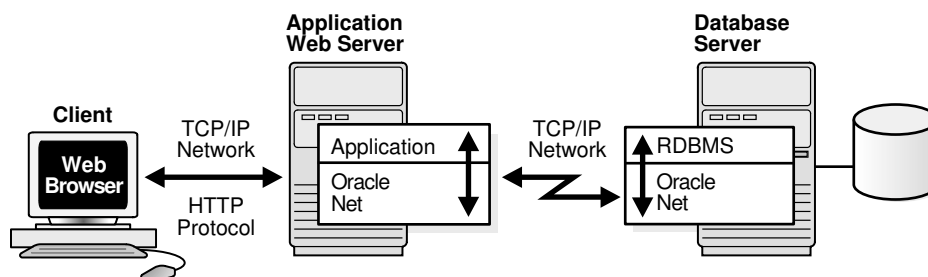 Application
Web Server
Database
Server
Client
TCP/IP
Network
HTTP
Protocol
Web
Browser
Application
Oracle
Net
TCP/IP
Network
RDBMS
Oracle
Net